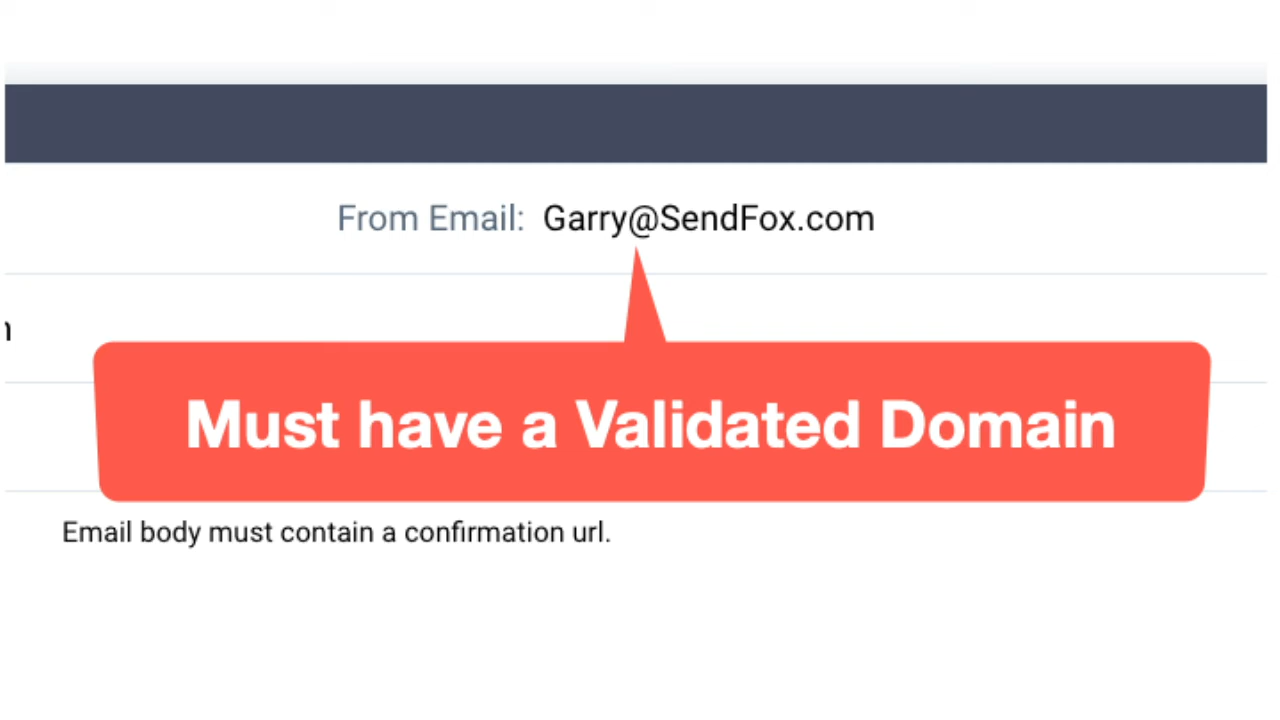 From Email: Garry@SendFox.com
Must have a Validated Domain
Email body must contain a confirmation url.